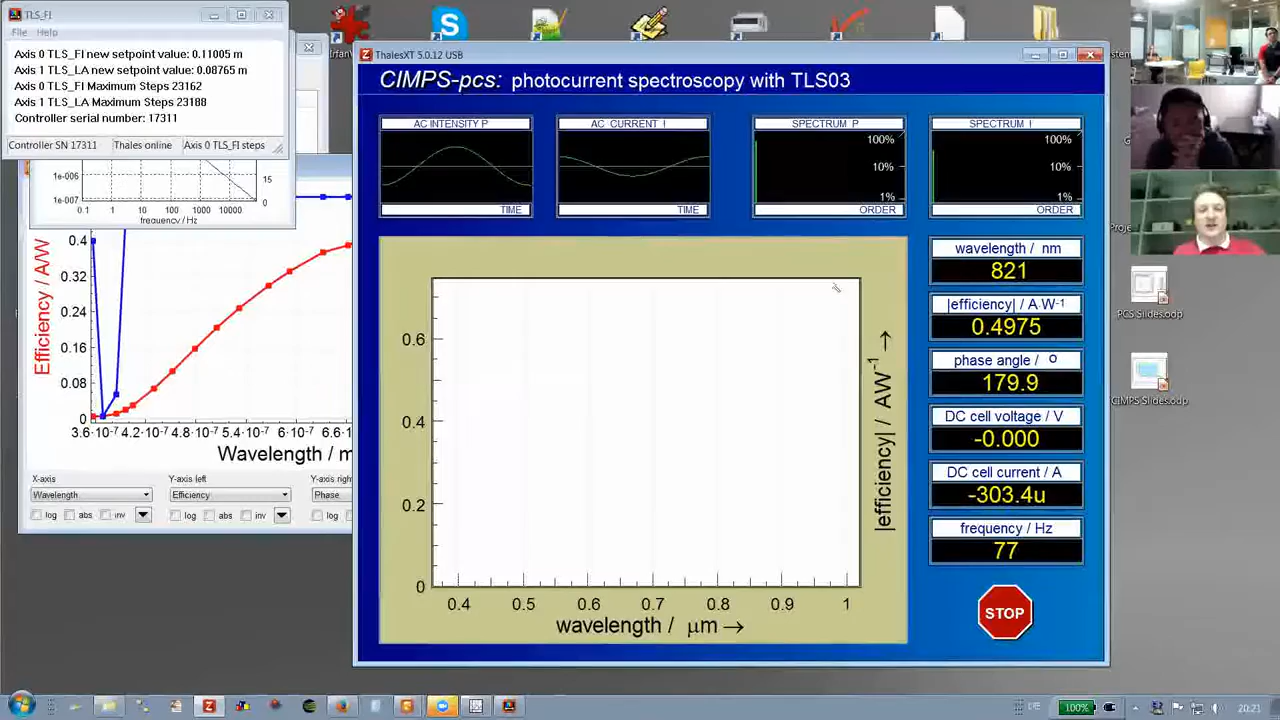 TLS_FI
File Help
Axis 0 TLS_FI new setpoint value: 0.11005 m
Axis 1 TLS_LA new setpoint value: 0.08765 m
Axis 0 TLS_FI Maximum Steps 23162
Axis 1 TLS_LA Maximum Steps 23188
Controller serial number: 17311
Controller SN 17311 Thales online Axis 0 TLS_FI steps
1e-006
1e-007
15
0
0.1 1 10 100 1000 10000
frequency / Hz
Efficiency / A/W
0.4
0.32
0.24
0.16
0.08
0
3.6·10-7 4.2·10-7 4.8·10-7 5.4·10-7 6·10-7 6.6·
Wavelength / m
X-axis Y-axis left Y-axis right
Wavelength Efficiency Phase
log abs inv log abs inv log
ThalesXT 5.0.12 USB
CIMPS-pcs: photocurrent spectroscopy with TLS03
AC INTENSITY P
TIME
AC CURRENT I
TIME
SPECTRUM P
100%
10%
1%
ORDER
SPECTRUM I
100%
10%
1%
ORDER
0.6
0.4
0.2
0
0.4 0.5 0.6 0.7 0.8 0.9 1
wavelength / μm →
|efficiency| / AW-1 →
wavelength / nm
821
|efficiency| / A·W-1
0.4975
phase angle / °
179.9
DC cell voltage / V
-0.000
DC cell current / A
-303.4u
frequency / Hz
77
STOP
PCS Slides.odp
CIMPS Slides.odp
100%
20:21